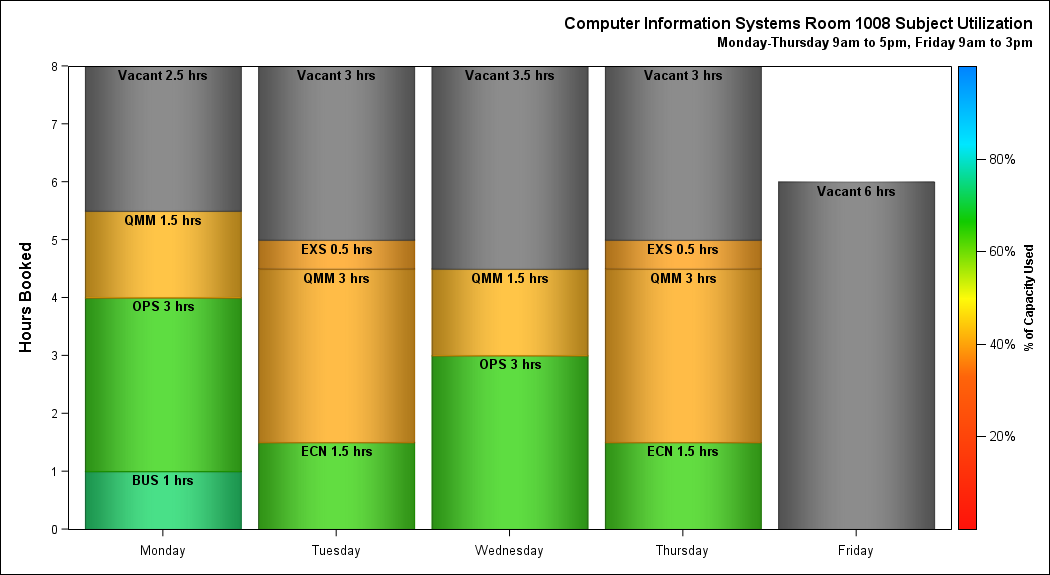 Computer Information Systems Room 1008 Subject Utilization
Monday-Thursday 9am to 5pm, Friday 9am to 3pm
Hours Booked
8
7
6
5
4
3
2
1
0
Vacant 2.5 hrs
QMM 1.5 hrs
OPS 3 hrs
BUS 1 hrs
Vacant 3 hrs
EXS 0.5 hrs
QMM 3 hrs
ECN 1.5 hrs
Vacant 3.5 hrs
QMM 1.5 hrs
OPS 3 hrs
Vacant 3 hrs
EXS 0.5 hrs
QMM 3 hrs
ECN 1.5 hrs
Vacant 6 hrs
Monday
Tuesday
Wednesday
Thursday
Friday
80%
60%
40%
20%
% of Capacity Used